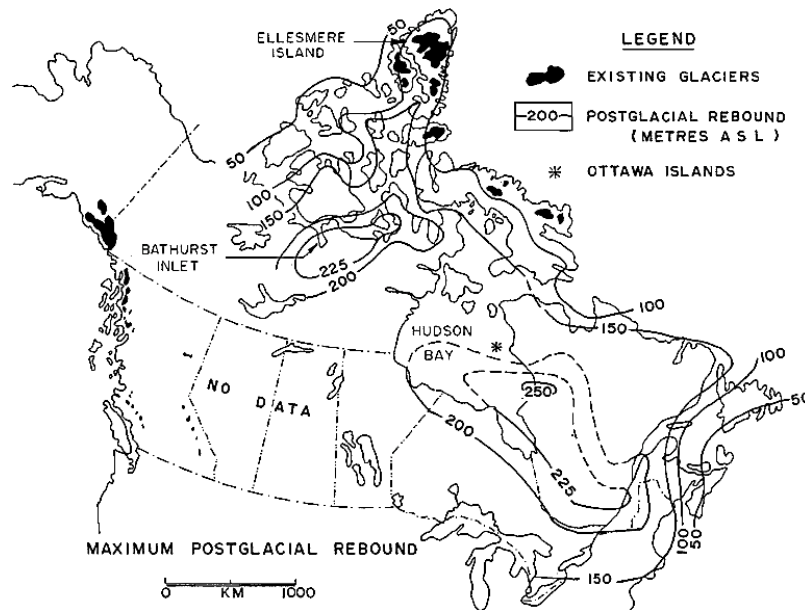 50
ELLESMERE
ISLAND
LEGEND
EXISTING GLACIERS
200
POSTGLACIAL REBOUND
(METRES A S L)
OTTAWA ISLANDS
50
100
150
BATHURST
INLET
225
200
100
150
HUDSON
BAY
100
250
50
NO DATA
200
225
100
50
150
MAXIMUM POSTGLACIAL REBOUND
0 1000
KM